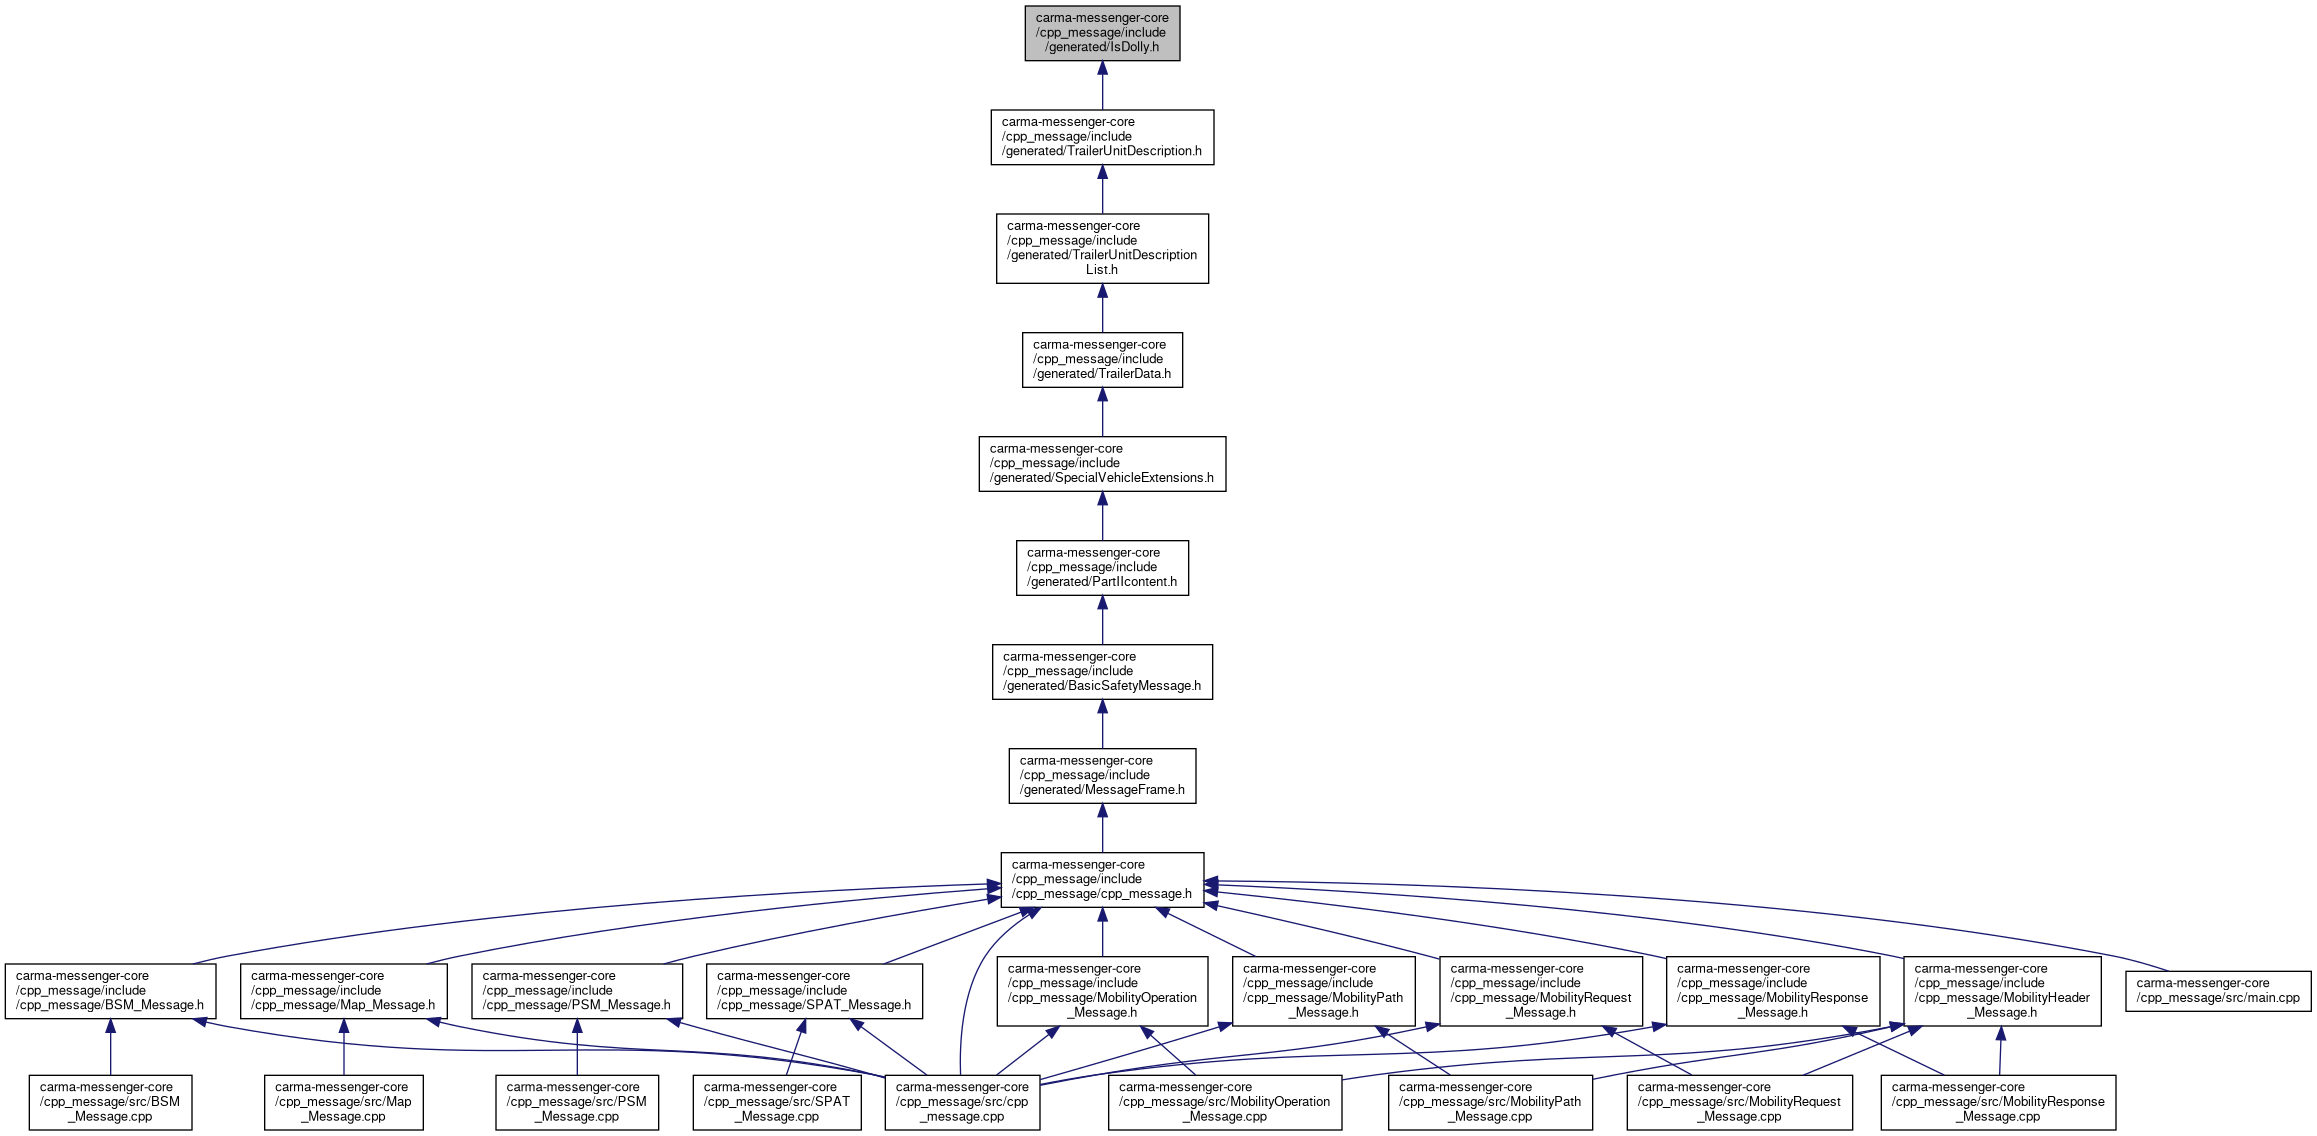 carma-messenger-core
/cpp_message/include
/generated/IsDolly.h
carma-messenger-core
/cpp_message/include
/generated/TrailerUnitDescription.h
carma-messenger-core
/cpp_message/include
/generated/TrailerUnitDescription
List.h
carma-messenger-core
/cpp_message/include
/generated/TrailerData.h
carma-messenger-core
/cpp_message/include
/generated/SpecialVehicleExtensions.h
carma-messenger-core
/cpp_message/include
/generated/PartIIcontent.h
carma-messenger-core
/cpp_message/include
/generated/BasicSafetyMessage.h
carma-messenger-core
/cpp_message/include
/generated/MessageFrame.h
carma-messenger-core
/cpp_message/include
/cpp_message/cpp_message.h
carma-messenger-core
/cpp_message/include
/cpp_message/BSM_Message.h
carma-messenger-core
/cpp_message/include
/cpp_message/Map_Message.h
carma-messenger-core
/cpp_message/include
/cpp_message/PSM_Message.h
carma-messenger-core
/cpp_message/include
/cpp_message/SPAT_Message.h
carma-messenger-core
/cpp_message/include
/cpp_message/MobilityOperation
_Message.h
carma-messenger-core
/cpp_message/include
/cpp_message/MobilityPath
_Message.h
carma-messenger-core
/cpp_message/include
/cpp_message/MobilityRequest
_Message.h
carma-messenger-core
/cpp_message/include
/cpp_message/MobilityResponse
_Message.h
carma-messenger-core
/cpp_message/include
/cpp_message/MobilityHeader
_Message.h
carma-messenger-core
/cpp_message/src/main.cpp
carma-messenger-core
/cpp_message/src/BSM
_Message.cpp
carma-messenger-core
/cpp_message/src/Map
_Message.cpp
carma-messenger-core
/cpp_message/src/PSM
_Message.cpp
carma-messenger-core
/cpp_message/src/SPAT
_Message.cpp
carma-messenger-core
/cpp_message/src/cpp
_message.cpp
carma-messenger-core
/cpp_message/src/MobilityOperation
_Message.cpp
carma-messenger-core
/cpp_message/src/MobilityPath
_Message.cpp
carma-messenger-core
/cpp_message/src/MobilityRequest
_Message.cpp
carma-messenger-core
/cpp_message/src/MobilityResponse
_Message.cpp